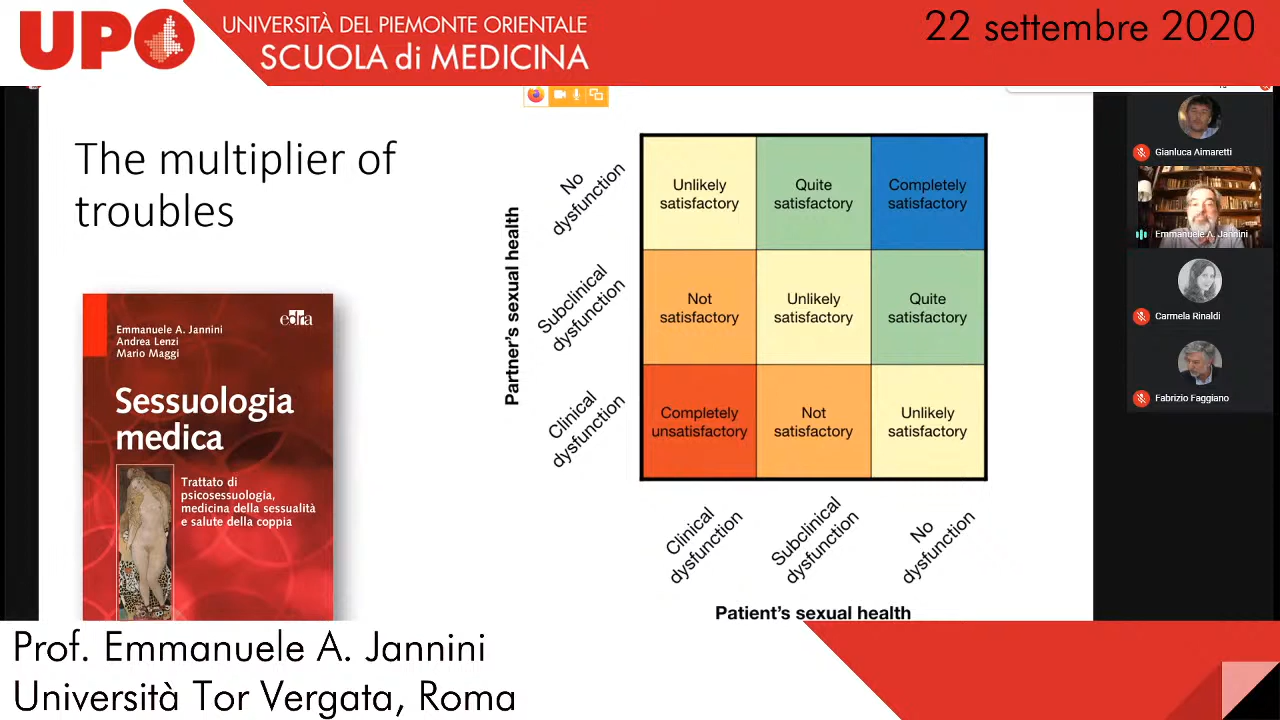 UPO
UNIVERSITÀ DEL PIEMONTE ORIENTALE
SCUOLA di MEDICINA
22 settembre 2020
The multiplier of
troubles
edra
Emmanuele A. Jannini
Andrea Lenzi
Mario Maggi
Sessuologia
medica
Trattato di
psicosessuologia,
medicina della sessualità
e salute della coppia
Partner's sexual health
No
dysfunction
Subclinical
dysfunction
Clinical
dysfunction
Unlikely
satisfactory
Quite
satisfactory
Completely
satisfactory
Not
satisfactory
Unlikely
satisfactory
Quite
satisfactory
Completely
unsatisfactory
Not
satisfactory
Unlikely
satisfactory
Clinical
dysfunction
Subclinical
dysfunction
No
dysfunction
Patient's sexual health
Gianluca Aimaretti
Emmanuele A. Jannini
Carmela Rinaldi
Fabrizio Faggiano
Prof. Emmanuele A. Jannini
Università Tor Vergata, Roma